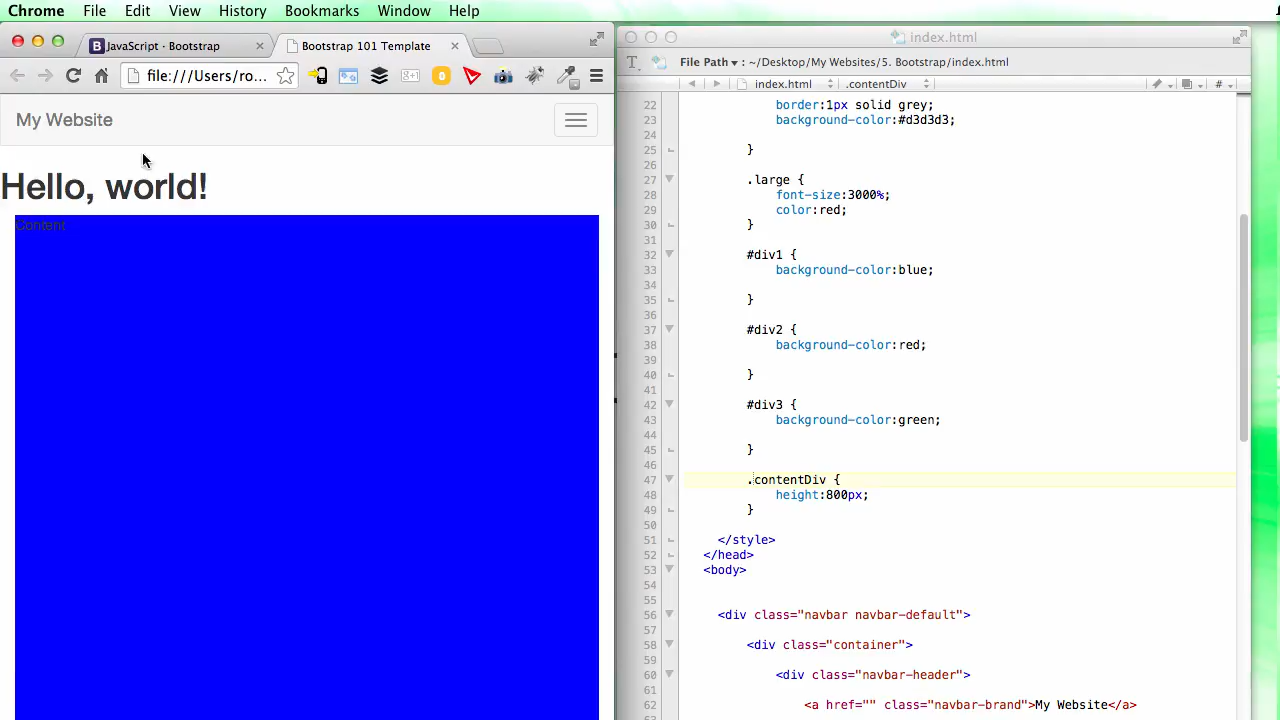 Chrome File Edit View History Bookmarks Window Help
JavaScript · Bootstap
Bootstrap 101 Template
file:///Users/ro...
0
My Website
Hello, world!
Content
index.html
File Path ▾ : ~/Desktop/My Websites/5. Bootstrap/index.html
index.html
.contentDiv
#
22 border:1px solid grey;
23 background-color:#d3d3d3;
24
25 }
26
27 .large {
28 font-size:3000%;
29 color:red;
30 }
31
32 #div1 {
33 background-color:blue;
34
35 }
36
37 #div2 {
38 background-color:red;
39
40 }
41
42 #div3 {
43 background-color:green;
44
45 }
46
47 .contentDiv {
48 height:800px;
49 }
50
51 </style>
52 </head>
53 <body>
54
55
56 <div class="navbar navbar-default">
57
58 <div class="container">
59
60 <div class="navbar-header">
61
62 <a href="" class="navbar-brand">My Website</a>